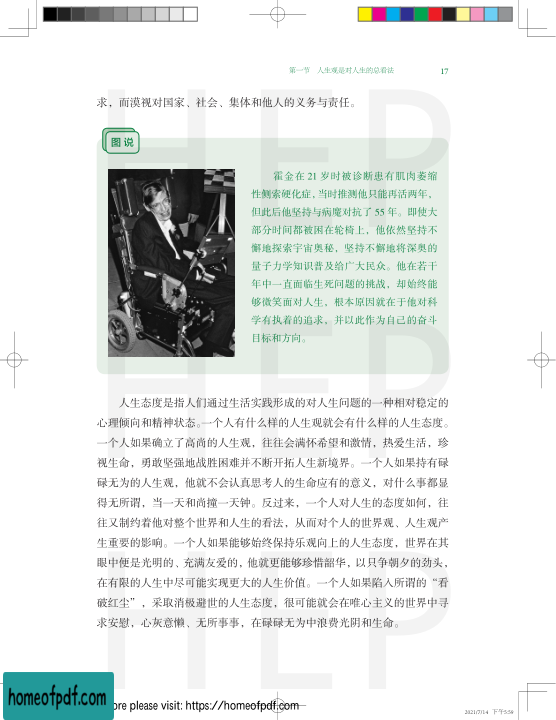 第一节　人生观是对人生的总看法
17
求，而漠视对国家、社会、集体和他人的义务与责任。
图说
霍金在 21 岁时被诊断患有肌肉萎缩
性侧索硬化症，当时推测他只能再活两年，
但此后他坚持与病魔对抗了 55 年。即使大
部分时间都被困在轮椅上，他依然坚持不
懈地探索宇宙奥秘，坚持不懈地将深奥的
量子力学知识普及给广大民众。他在若干
年中一直面临生死问题的挑战，却始终能
够微笑面对人生，根本原因就在于他对科
学有执着的追求，并以此作为自己的奋斗
目标和方向。
人生态度是指人们通过生活实践形成的对人生问题的一种相对稳定的
心理倾向和精神状态。一个人有什么样的人生观就会有什么样的人生态度。
一个人如果确立了高尚的人生观，往往会满怀希望和激情，热爱生活，珍
视生命，勇敢坚强地战胜困难并不断开拓人生新境界。一个人如果持有碌
碌无为的人生观，他就不会认真思考人的生命应有的意义，对什么事都显
得无所谓，当一天和尚撞一天钟。反过来，一个人对人生的态度如何，往
往又制约着他对整个世界和人生的看法，从而对个人的世界观、人生观产
生重要的影响。一个人如果能够始终保持乐观向上的人生态度，世界在其
眼中便是光明的、充满友爱的，他就更能够珍惜韶华，以只争朝夕的劲头，
在有限的人生中尽可能实现更大的人生价值。一个人如果陷入所谓的“看
破红尘”，采取消极避世的人生态度，很可能就会在唯心主义的世界中寻
求安慰，心灰意懒、无所事事，在碌碌无为中浪费光阴和生命。
HEP
HEP
homeofpdf.com
ore please visit: https://homeofpdf.com
2021/7/14 下午5:59